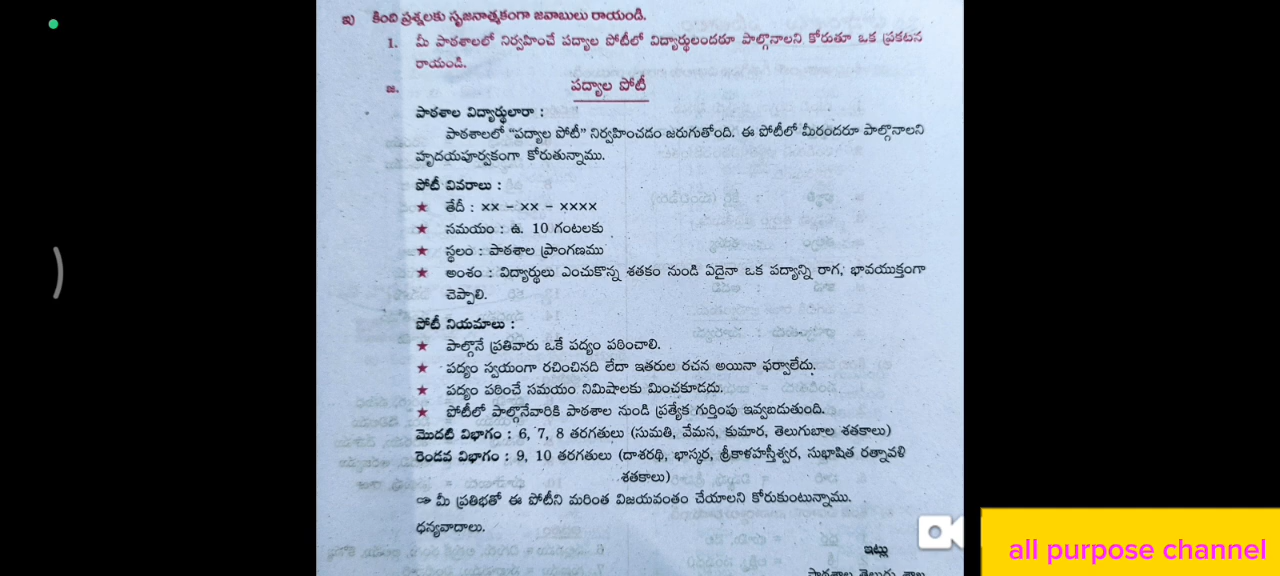 ఇ) కింది ప్రశ్నలకు సృజనాత్మకంగా జవాబులు రాయండి.
1. మీ పాఠశాలలో నిర్వహించే పద్యాల పోటీలో విద్యార్థులందరూ పాల్గొనాలని కోరుతూ ఒక ప్రకటన
రాయండి.
జ. పద్యాల పోటీ
పాఠశాల విద్యార్థులారా :
పాఠశాలలో “పద్యాల పోటీ” నిర్వహించడం జరుగుతోంది. ఈ పోటీలో మీరందరూ పాల్గొనాలని
హృదయపూర్వకంగా కోరుతున్నాము.
పోటీ వివరాలు :
★ తేదీ : xx – xx – xxxx
★ సమయం : ఉ. 10 గంటలకు
★ స్థలం : పాఠశాల ప్రాంగణము
★ అంశం : విద్యార్థులు ఎంచుకొన్న శతకం నుండి ఏదైనా ఒక పద్యాన్ని రాగ, భావయుక్తంగా
చెప్పాలి.
పోటీ నియమాలు :
★ పాల్గొనే ప్రతివారు ఒకే పద్యం పఠించాలి.
★ పద్యం స్వయంగా రచించినది లేదా ఇతరుల రచన అయినా ఫర్వాలేదు.
★ పద్యం పఠించే సమయం నిమిషాలకు మించకూడదు.
★ పోటీలో పాల్గొనేవారికి పాఠశాల నుండి ప్రత్యేక గుర్తింపు ఇవ్వబడుతుంది.
మొదటి విభాగం : 6, 7, 8 తరగతులు (సుమతి, వేమన, కుమార, తెలుగుబాల శతకాలు)
రెండవ విభాగం : 9, 10 తరగతులు (దాశరథి, భాస్కర, శ్రీకాళహస్తీశ్వర, సుభాషిత రత్నావళి
శతకాలు)
⇨ మీ ప్రతిభతో ఈ పోటీని మరింత విజయవంతం చేయాలని కోరుకుంటున్నాము.
ధన్యవాదాలు.
ఇట్లు
పాఠశాల తెలుగు శాఖ
all purpose channel